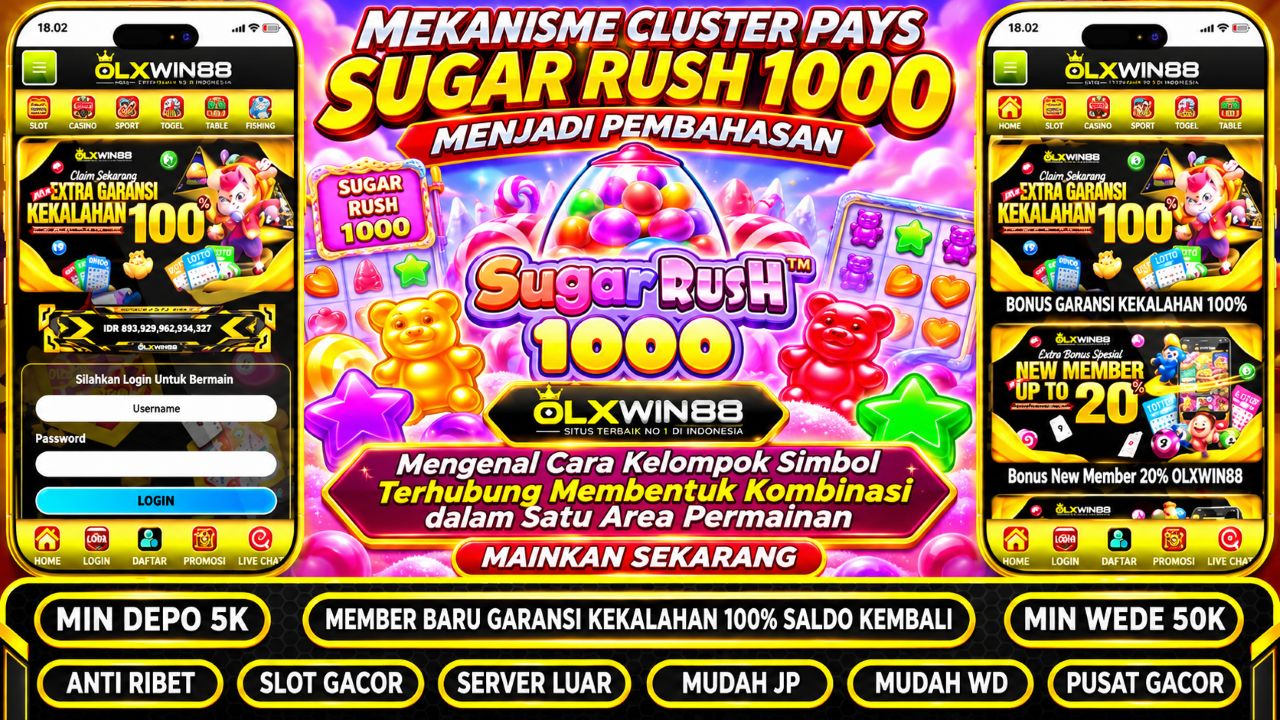 MEKANISME CLUSTER PAYS
SUGAR RUSH 1000
MENJADI PEMBAHASAN
18.02
OLXWIN88
SLOT
CASINO
SPORT
TOGEL
TABLE
FISHING
OLXWIN88
Claim Sekarang
EXTRA GARANSI
KEKALAHAN 100%
LOTTO
IDR 893,929,962,934,327
OLXWIN88
Silahkan Login Untuk Bermain
Username
Password
LOGIN
HOME
LOGIN
DAFTAR
PROMOSI
LIVE CHAT
SUGAR
RUSH
1000
Sugar Rush™
1000
OLXWIN88
SITUS TERBAIK NO 1 DI INDONESIA
Mengenal Cara Kelompok Simbol
Terhubung Membentuk Kombinasi
dalam Satu Area Permainan
MAINKAN SEKARANG
18.02
OLXWIN88
HOME
SLOT
CASINO
SPORT
TOGEL
TABLE
OLXWIN88
Claim Sekarang
EXTRA GARANSI
KEKALAHAN 100%
LOTTO
BONUS GARANSI KEKALAHAN 100%
OLXWIN88
Extra Bonus Spesial
NEW MEMBER
UP TO 20%
LOTTO
Bonus New Member 20% OLXWIN88
OLXWIN88
HOME
LOGIN
DAFTAR
PROMOSI
LIVE CHAT
MIN DEPO 5K
MEMBER BARU GARANSI KEKALAHAN 100% SALDO KEMBALI
MIN WEDE 50K
ANTI RIBET
SLOT GACOR
SERVER LUAR
MUDAH JP
MUDAH WD
PUSAT GACOR